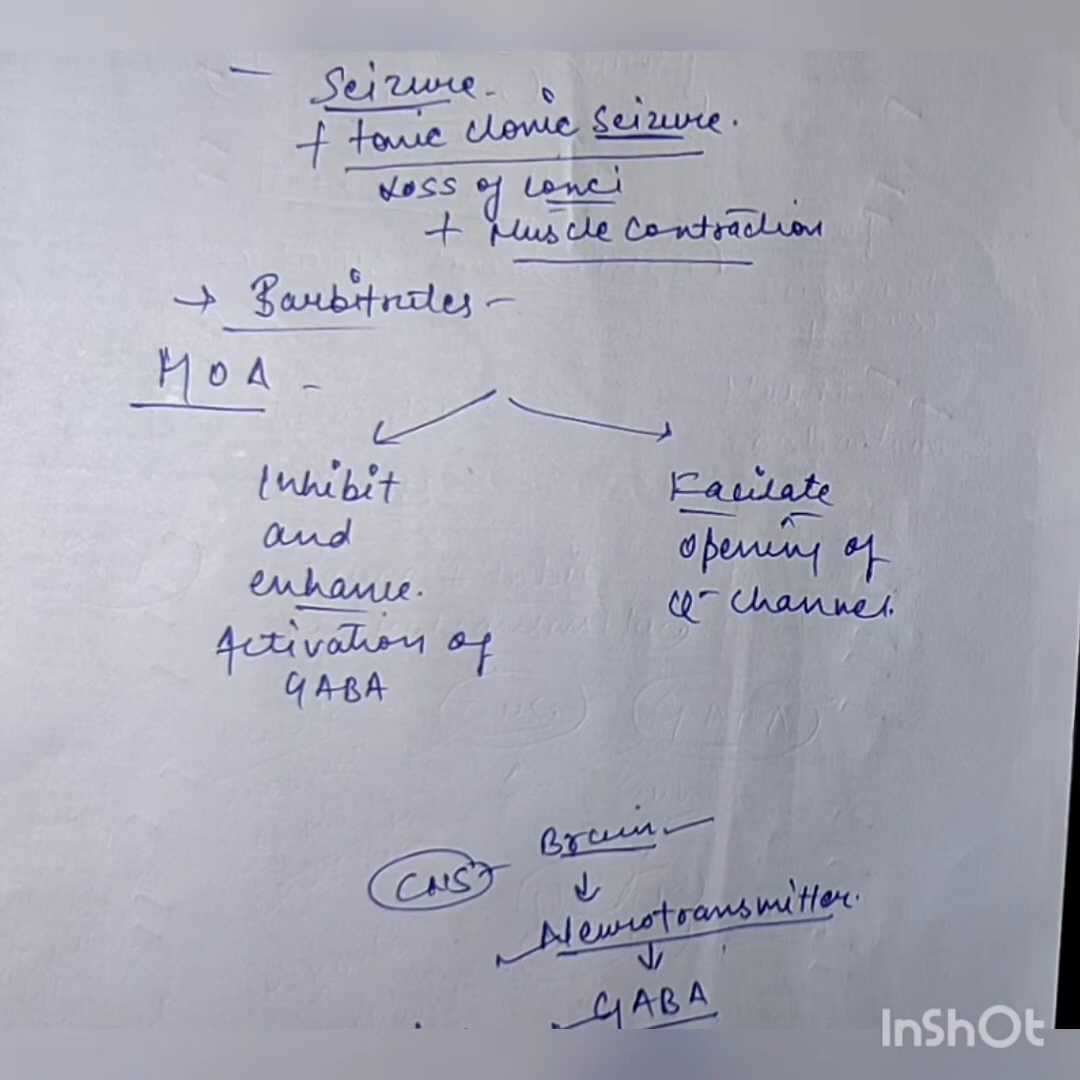 Seizure.
+ tonic clonic seizure.
Loss of conci
+ Muscle contraction
→ Barbitrutes -
MOA -
Inhibit
and
enhance.
Activation of
GABA
Facilate
opening of
Cl- channel.
Brain
CNS
↓
Neurotransmitter.
↓
GABA
InShOt